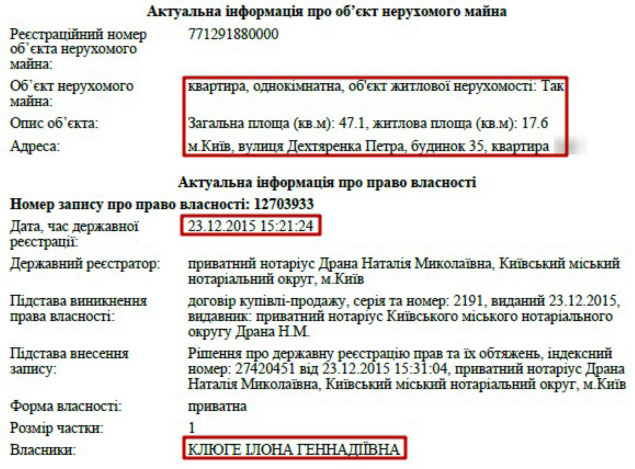 Актуальна інформація про об’єкт нерухомого майна
Реєстраційний номер об’єкта нерухомого майна: 771291880000
Об’єкт нерухомого майна: квартира, однокімнатна, об'єкт житлової нерухомості: Так
Опис об’єкта: Загальна площа (кв.м): 47.1, житлова площа (кв.м): 17.6
Адреса: м.Київ, вулиця Дехтяренка Петра, будинок 35, квартира
Актуальна інформація про право власності
Номер запису про право власності: 12703933
Дата, час державної реєстрації: 23.12.2015 15:21:24
Державний реєстратор: приватний нотаріус Драна Наталія Миколаївна, Київський міський
нотаріальний округ, м.Київ
Підстава виникнення права власності: договір купівлі-продажу, серія та номер: 2191, виданий 23.12.2015,
видавник: приватний нотаріус Київського міського нотаріального
округу Драна Н.М.
Підстава внесення запису: Рішення про державну реєстрацію прав та їх обтяжень, індексний
номер: 27420451 від 23.12.2015 15:31:04, приватний нотаріус Драна
Наталія Миколаївна, Київський міський нотаріальний округ, м.Київ
Форма власності: приватна
Розмір частки: 1
Власники: КЛЮГЕ ІЛОНА ГЕННАДІЇВНА